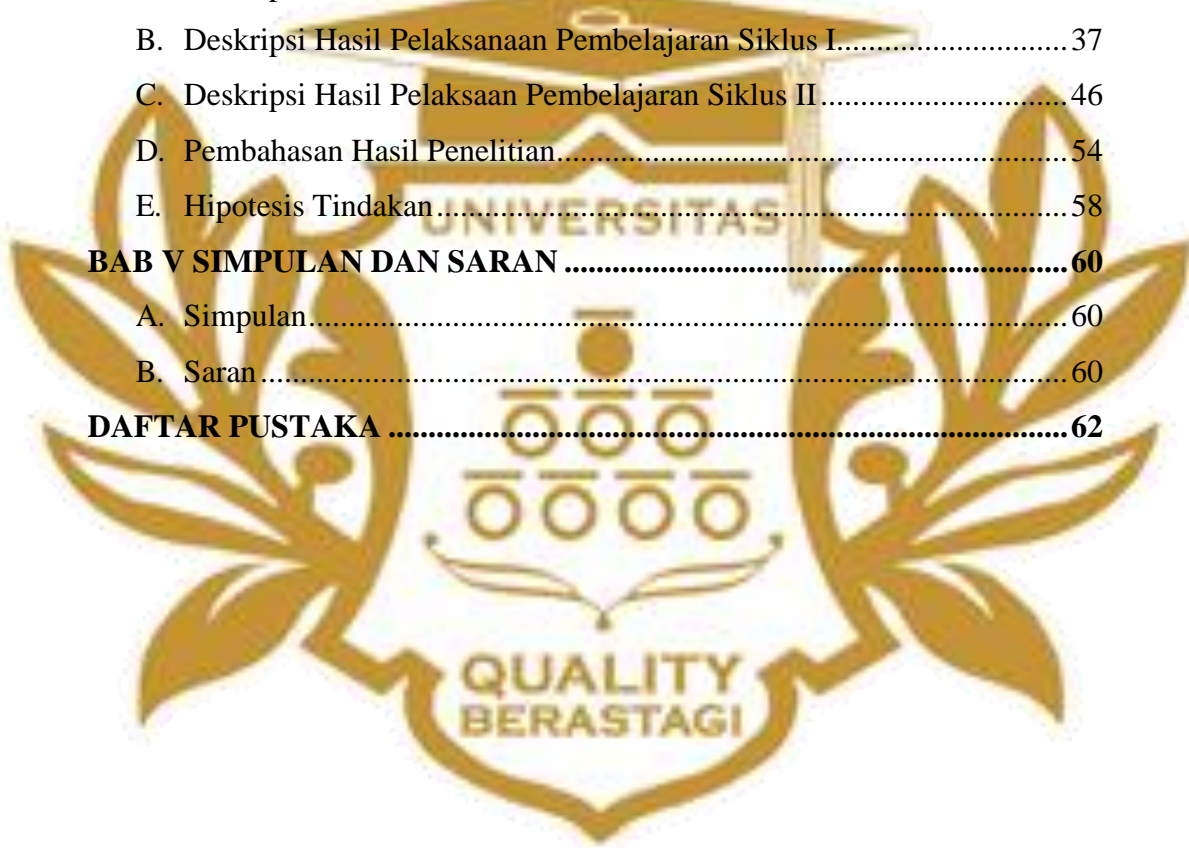 B. Deskripsi Hasil Pelaksanaan Pembelajaran Siklus I....................................37
C. Deskripsi Hasil Pelaksaan Pembelajaran Siklus II.....................................46
D. Pembahasan Hasil Penelitian.......................................................................54
E. Hipotesis Tindakan......................................................................................58
UNIVERSITAS
BAB V SIMPULAN DAN SARAN ....................................................................60
A. Simpulan......................................................................................................60
B. Saran............................................................................................................60
DAFTAR PUSTAKA ............................................................................................62
QUALITY
BERASTAGI